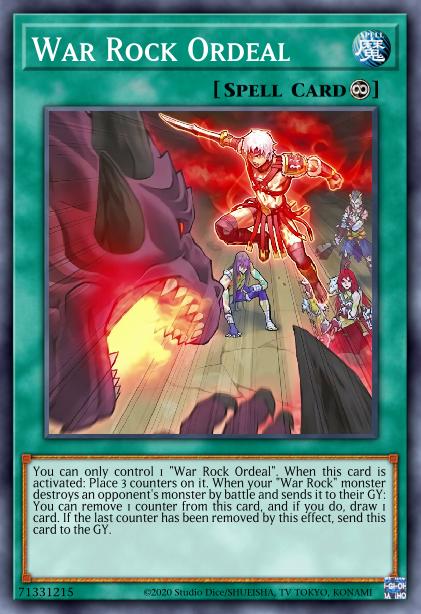 War Rock Ordeal
SPELL
魔
[Spell Card]
You can only control 1 "War Rock Ordeal". When this card is
activated: Place 3 counters on it. When your "War Rock" monster
destroys an opponent's monster by battle and sends it to their GY:
You can remove 1 counter from this card, and if you do, draw 1
card. If the last counter has been removed by this effect, send this
card to the GY.
71331215
©2020 Studio Dice/SHUEISHA, TV TOKYO, KONAMI